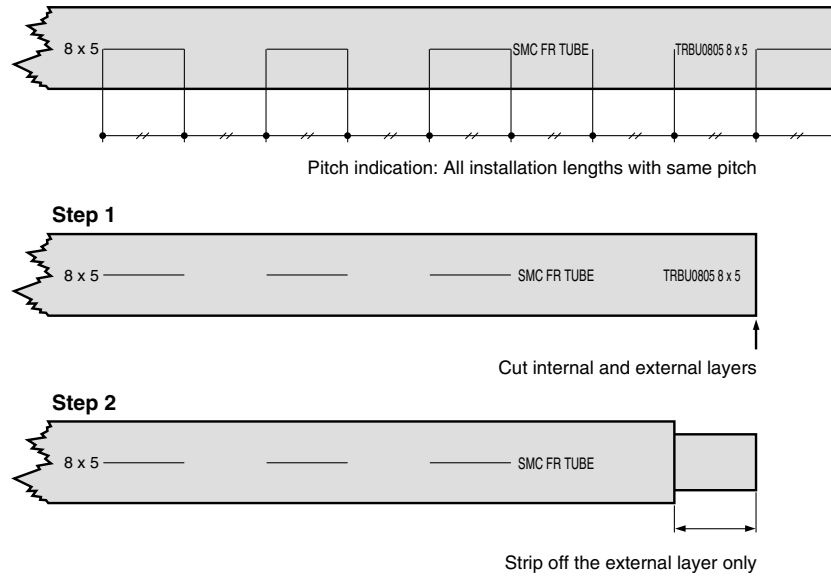 8 x 5 SMC FR TUBE TRBU0805 8 x 5
Pitch indication: All installation lengths with same pitch
Step 1
8 x 5 SMC FR TUBE TRBU0805 8 x 5
Cut internal and external layers
Step 2
8 x 5 SMC FR TUBE
Strip off the external layer only